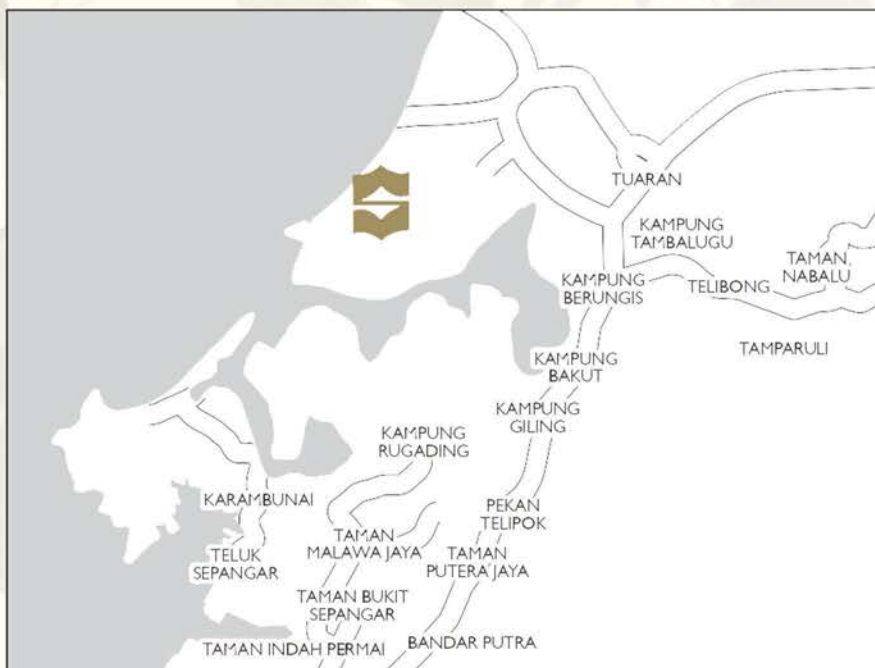 TUARAN
KAMPUNG
TAMBALUGU
TAMAN,
NABALU
KAMPUNG
BERUNGIS
TELIBONG
TAMPARULI
KAMPUNG
BAKUT
KAMPUNG
GILING
KAMPUNG
RUGADING
KARAMBUNAI
PEKAN
TELIPOK
TAMAN
MALAWA JAYA
TAMAN
PUTERA JAYA
TELUK
SEPANGAR
TAMAN BUKIT
SEPANGAR
TAMAN INDAH PERMAI
BANDAR PUTRA